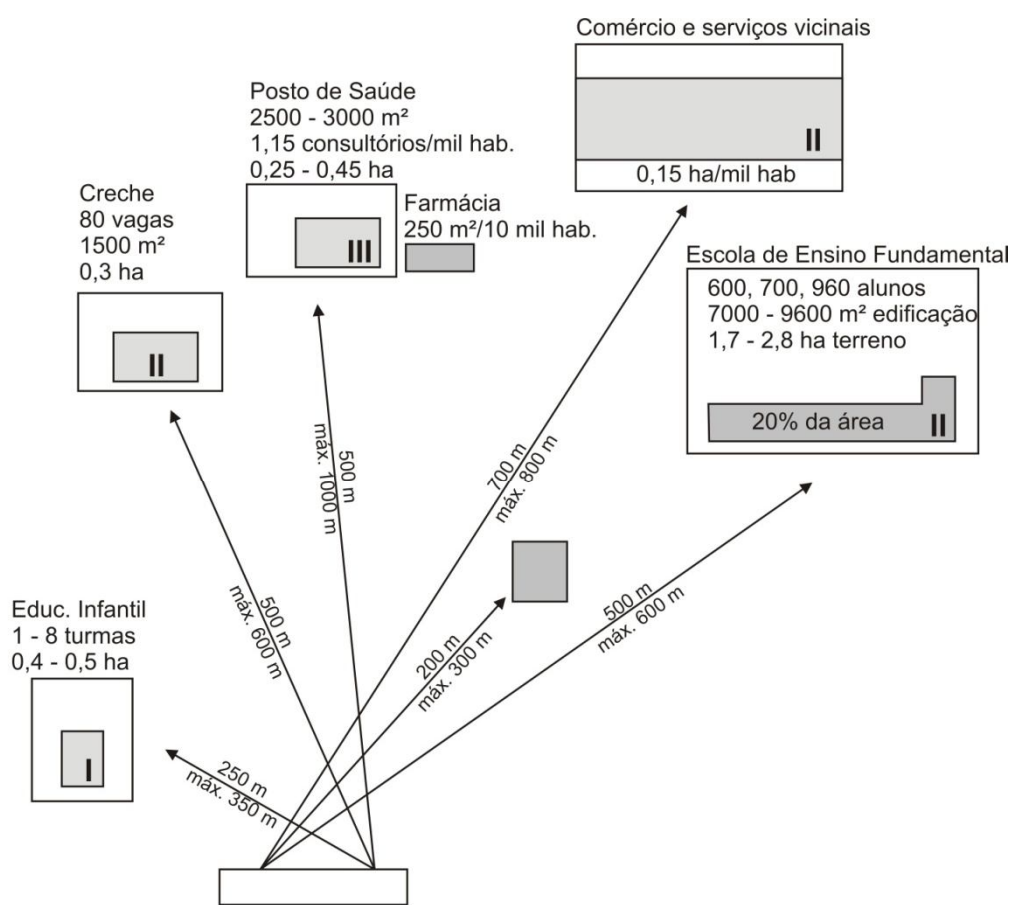 Comércio e serviços vicinais
II
0,15 ha/mil hab
Posto de Saúde
2500 - 3000 m²
1,15 consultórios/mil hab.
0,25 - 0,45 ha
III
Farmácia
250 m²/10 mil hab.
Creche
80 vagas
1500 m²
0,3 ha
II
Escola de Ensino Fundamental
600, 700, 960 alunos
7000 - 9600 m² edificação
1,7 - 2,8 ha terreno
20% da área
II
Educ. Infantil
1 - 8 turmas
0,4 - 0,5 ha
I
250 m
máx. 350 m
500 m
máx. 600 m
500 m
máx. 1000 m
700 m
máx. 800 m
200 m
máx. 300 m
500 m
máx. 600 m